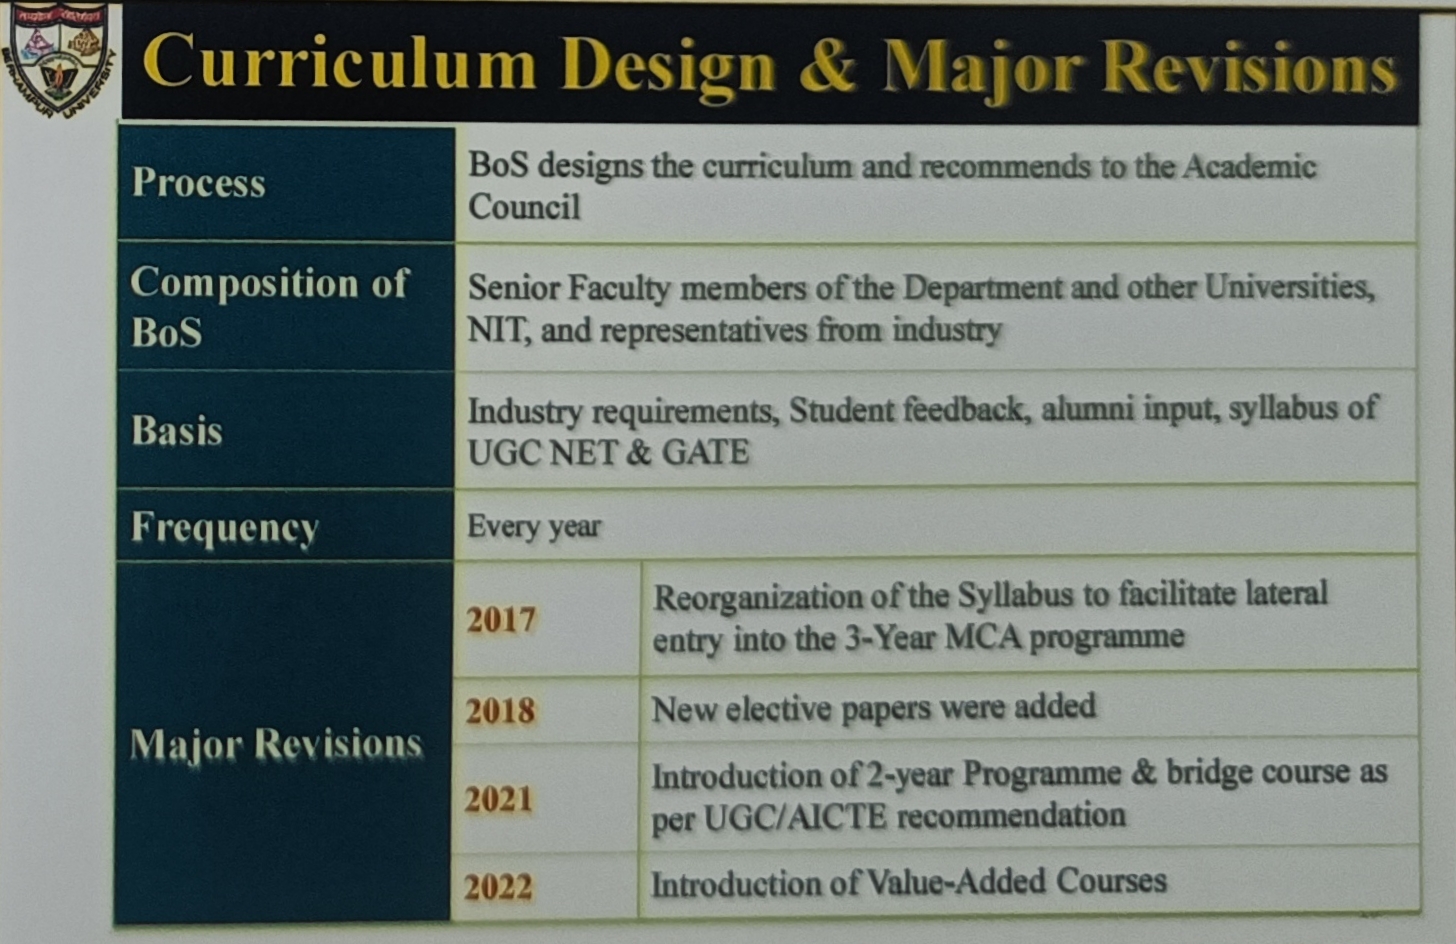 BERHAMPUR UNIVERSITY
Curriculum Design & Major Revisions
Process
BoS designs the curriculum and recommends to the Academic
Council
Composition of
BoS
Senior Faculty members of the Department and other Universities,
NIT, and representatives from industry
Basis
Industry requirements, Student feedback, alumni input, syllabus of
UGC NET & GATE
Frequency
Every year
Major Revisions
2017
Reorganization of the Syllabus to facilitate lateral
entry into the 3-Year MCA programme
2018
New elective papers were added
2021
Introduction of 2-year Programme & bridge course as
per UGC/AICTE recommendation
2022
Introduction of Value-Added Courses